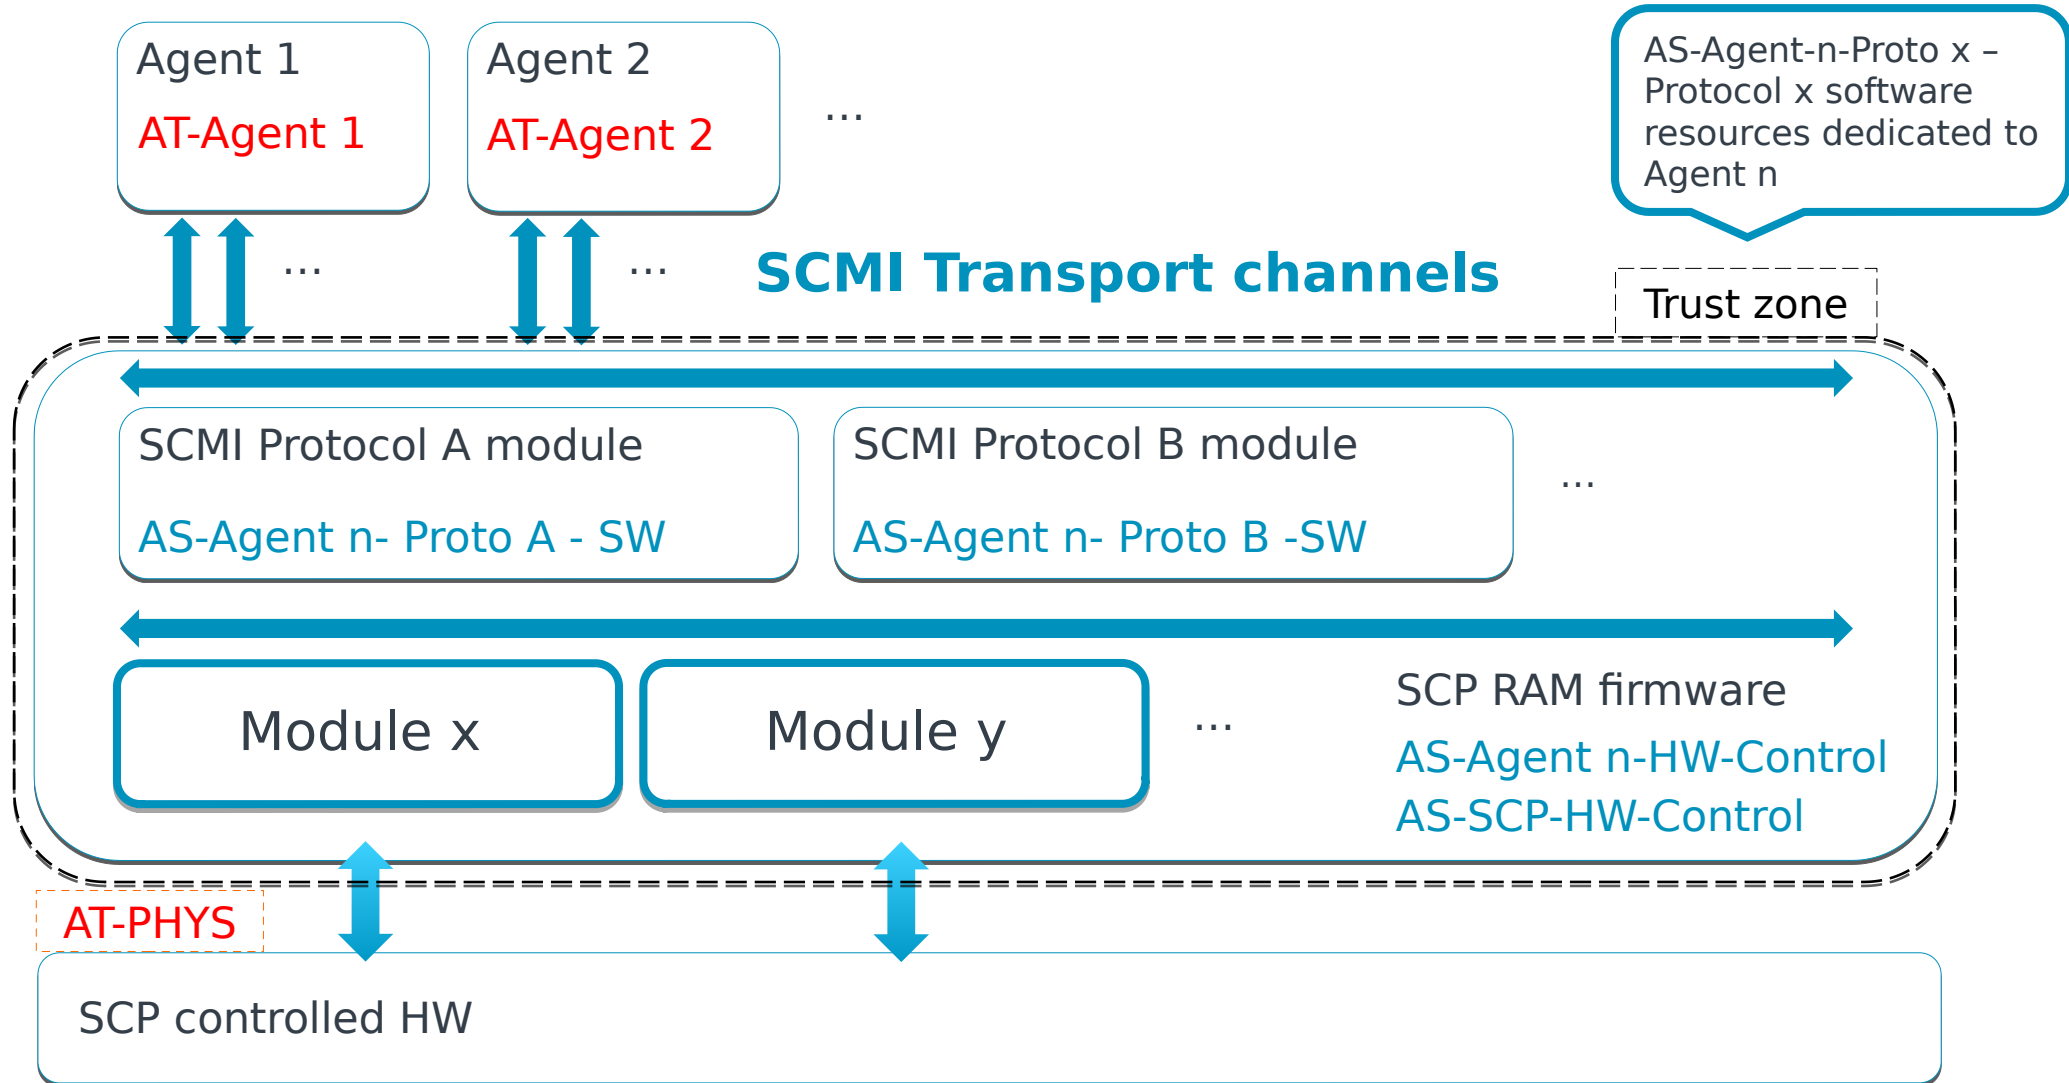 Agent 1
AT-Agent 1
Agent 2
AT-Agent 2
...
AS-Agent-n-Proto x –
Protocol x software
resources dedicated to
Agent n
...
...
SCMI Transport channels
Trust zone
SCMI Protocol A module
AS-Agent n- Proto A - SW
SCMI Protocol B module
AS-Agent n- Proto B -SW
...
Module x
Module y
...
SCP RAM firmware
AS-Agent n-HW-Control
AS-SCP-HW-Control
AT-PHYS
SCP controlled HW